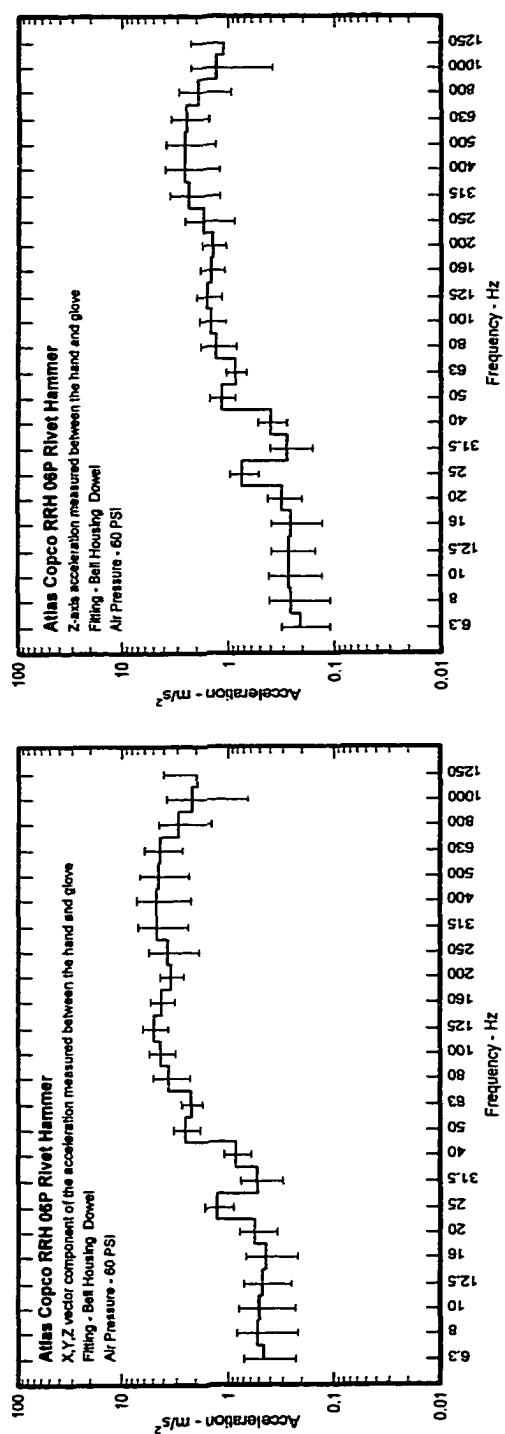 Atlas Copco RRH 06P Rivet Hammer
X,Y,Z vector component of the acceleration measured between the hand and glove
Fitting - Bell Housing Dowel
Air Pressure - 60 PSI
100
10
1
0.1
0.01
Acceleration - m/s²
6.3 8 10 12.5 16 20 25 31.5 40 50 63 80 100 125 160 200 250 315 400 500 630 800 1000 1250
Frequency - Hz
Atlas Copco RRH 06P Rivet Hammer
Z-axis acceleration measured between the hand and glove
Fitting - Bell Housing Dowel
Air Pressure - 60 PSI
100
10
1
0.1
0.01
Acceleration - m/s²
6.3 8 10 12.5 16 20 25 31.5 40 50 63 80 100 125 160 200 250 315 400 500 630 800 1000 1250
Frequency - Hz